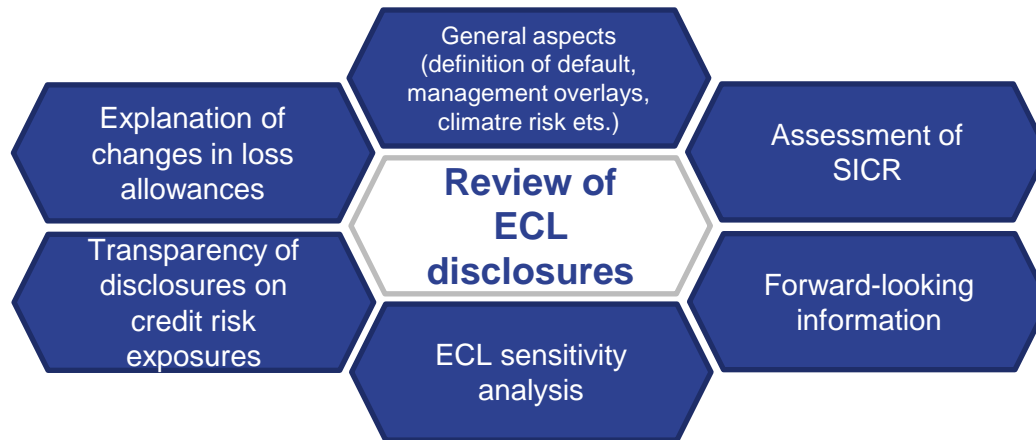 General aspects
(definition of default,
management overlays,
climatre risk ets.)
Explanation of
changes in loss
allowances
Assessment of
SICR
Review of
ECL
disclosures
Transparency of
disclosures on
credit risk
exposures
Forward-looking
information
ECL sensitivity
analysis